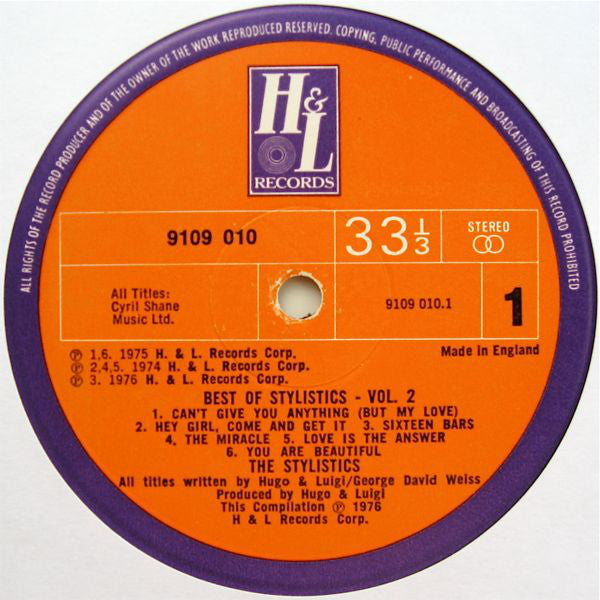 ALL RIGHTS OF THE RECORD PRODUCER AND OF THE OWNER OF THE WORK REPRODUCED RESERVED. COPYING, PUBLIC PERFORMANCE AND BROADCASTING OF THIS RECORD PROHIBITED
H&L
RECORDS
9109 010
33 1/3
STEREO
All Titles:
Cyril Shane
Music Ltd.
9109 010.1
1
℗ 1,6. 1975 H. & L. Records Corp.
℗ 2,4,5. 1974 H. & L. Records Corp.
℗ 3. 1976 H. & L. Records Corp.
Made in England
BEST OF STYLISTICS - VOL. 2
1. CAN'T GIVE YOU ANYTHING (BUT MY LOVE)
2. HEY GIRL, COME AND GET IT 3. SIXTEEN BARS
4. THE MIRACLE 5. LOVE IS THE ANSWER
6. YOU ARE BEAUTIFUL
THE STYLISTICS
All titles written by Hugo & Luigi/George David Weiss
Produced by Hugo & Luigi
This Compilation ℗ 1976
H & L Records Corp.